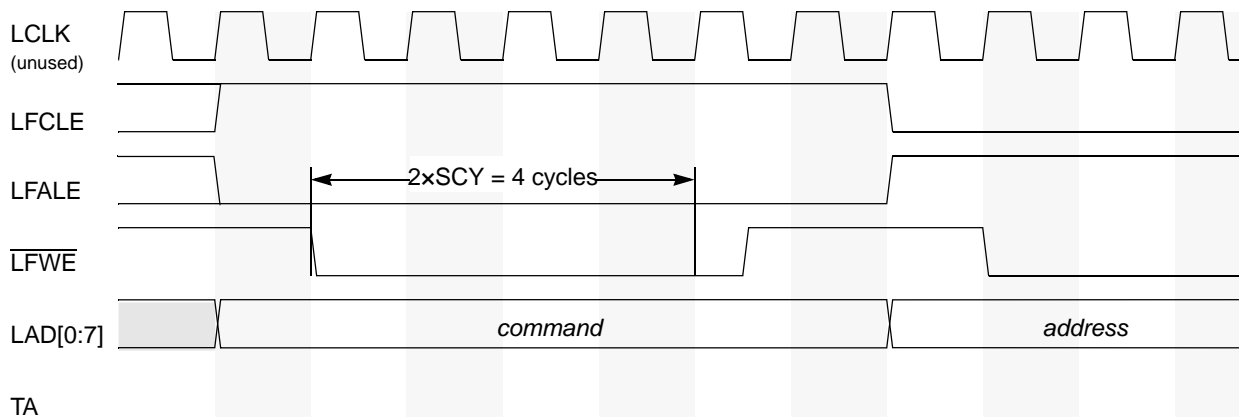 LCLK
(unused)
LFCLE
LFALE
2×SCY = 4 cycles
LFWE
LAD[0:7]
command
address
TA